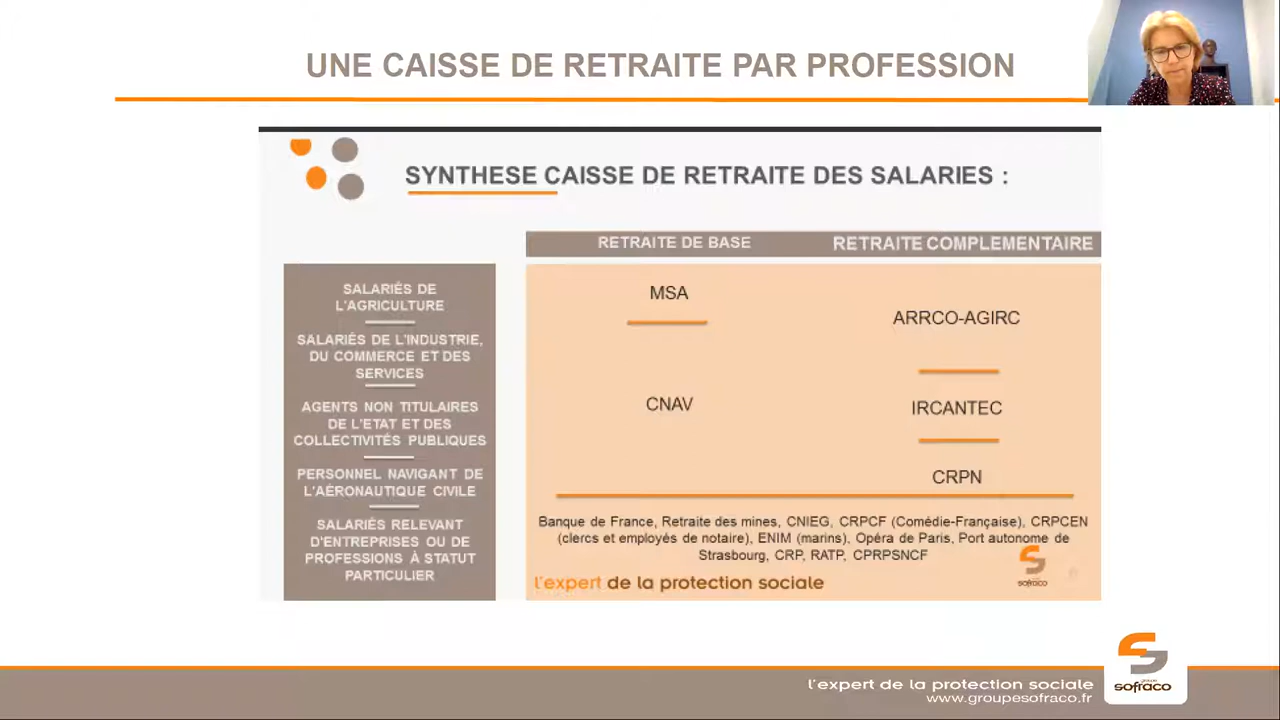 UNE CAISSE DE RETRAITE PAR PROFESSION
SYNTHESE CAISSE DE RETRAITE DES SALARIES :
RETRAITE DE BASE
RETRAITE COMPLEMENTAIRE
SALARIÉS DE
L'AGRICULTURE
MSA
ARRCO-AGIRC
SALARIÉS DE L'INDUSTRIE,
DU COMMERCE ET DES
SERVICES
AGENTS NON TITULAIRES
DE L'ETAT ET DES
COLLECTIVITÉS PUBLIQUES
CNAV
IRCANTEC
PERSONNEL NAVIGANT DE
L'AÉRONAUTIQUE CIVILE
CRPN
SALARIÉS RELEVANT
D'ENTREPRISES OU DE
PROFESSIONS À STATUT
PARTICULIER
Banque de France, Retraite des mines, CNIEG, CRPCF (Comédie-Française), CRPCEN
(clercs et employés de notaire), ENIM (marins), Opéra de Paris, Port autonome de
Strasbourg, CRP, RATP, CPRPSNCF
l'expert de la protection sociale
sofraco
l'expert de la protection sociale
www.groupesofraco.fr
groupe
sofraco